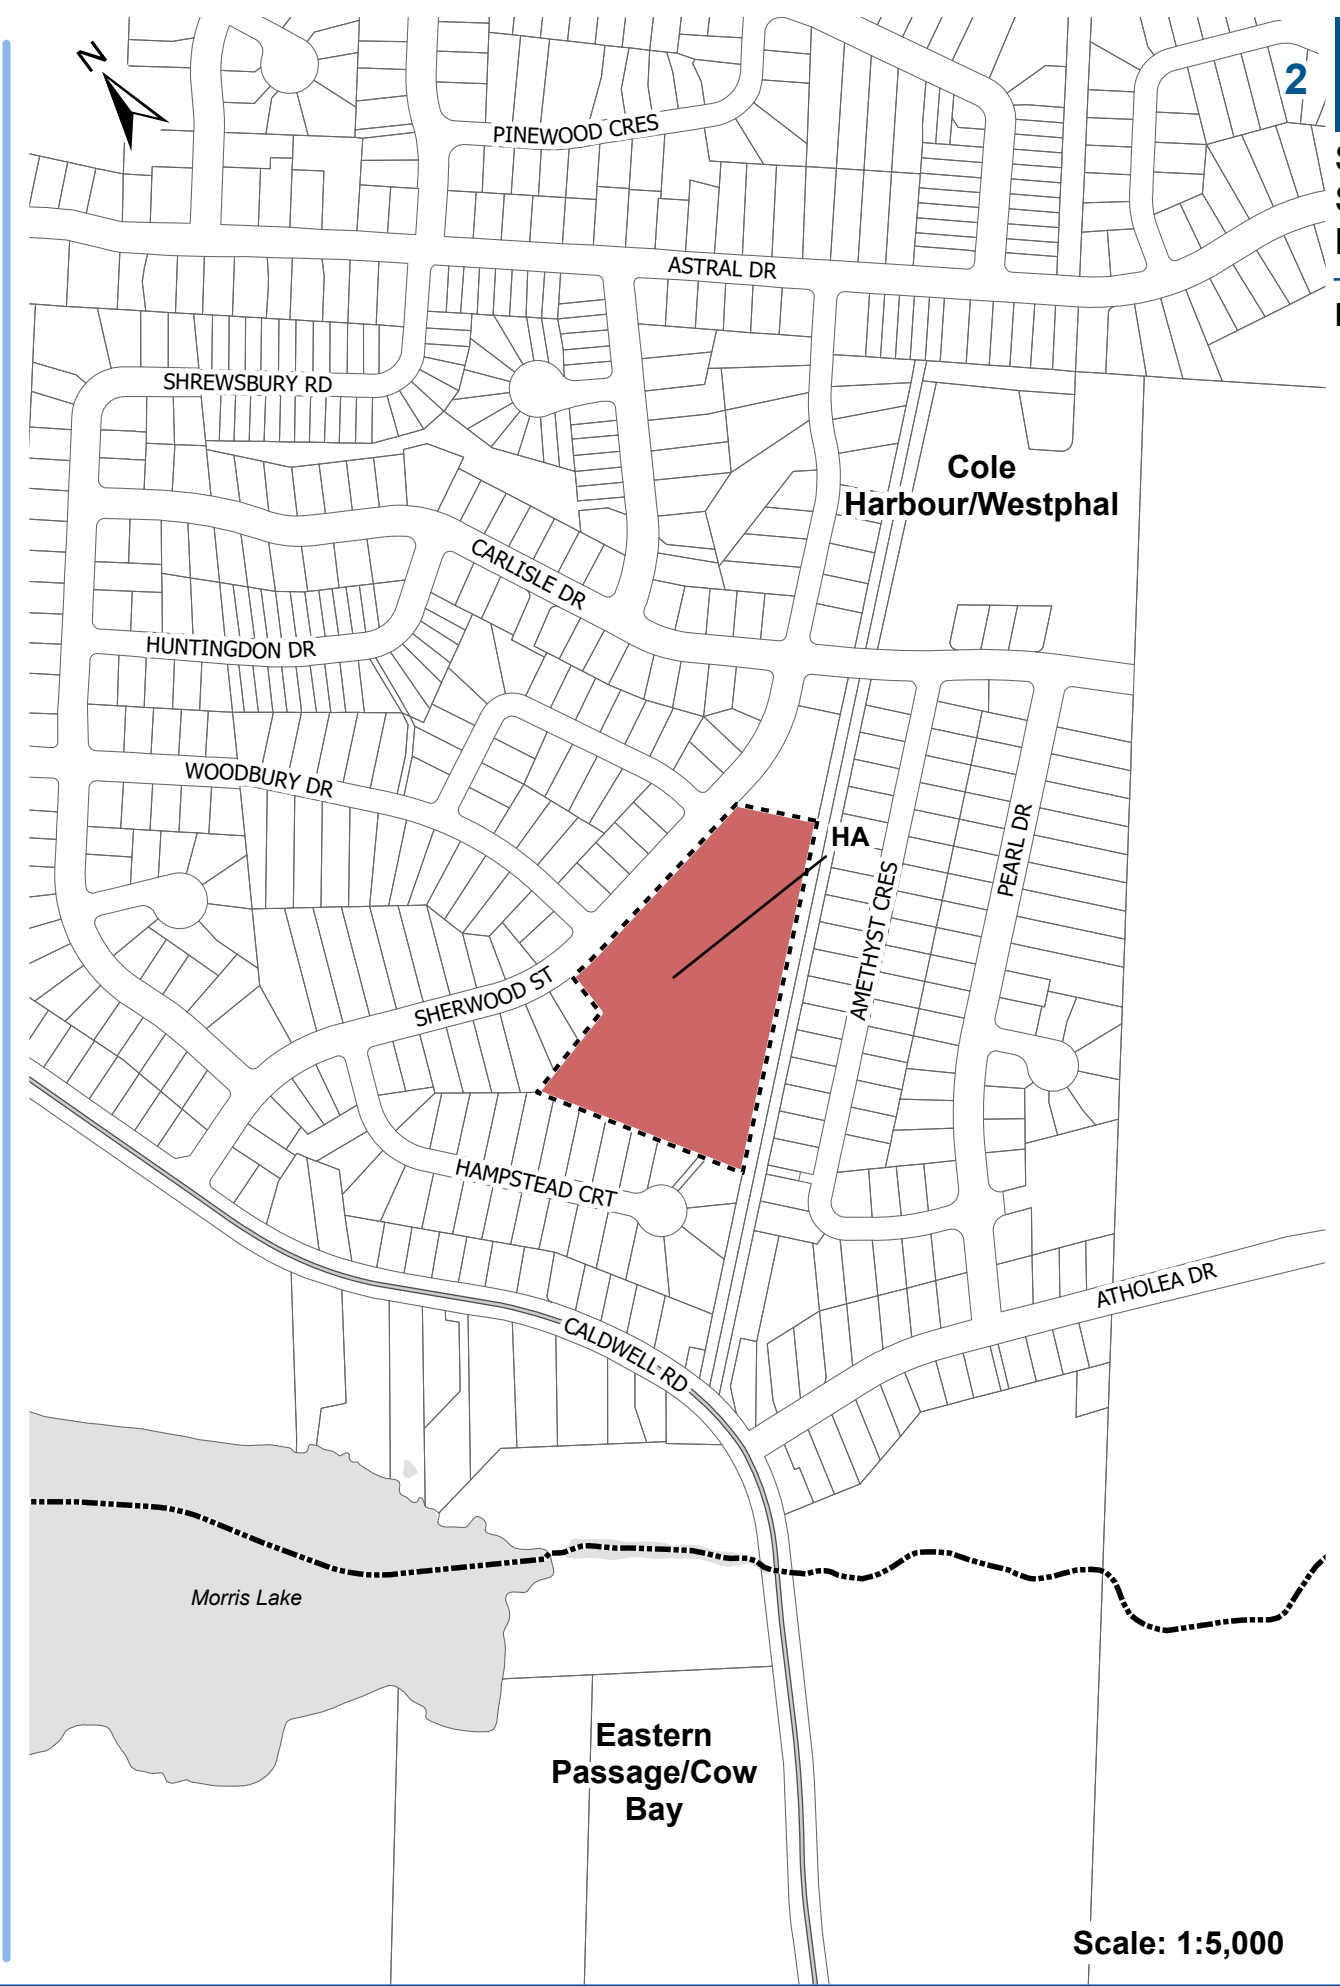 N
2
PINEWOOD CRES
ASTRAL DR
SHREWSBURY RD
Cole
Harbour/Westphal
CARLISLE DR
HUNTINGDON DR
WOODBURY DR
HA
PEARL DR
AMETHYST CRES
SHERWOOD ST
HAMPSTEAD CRT
ATHOLEA DR
CALDWELL RD
Morris Lake
Eastern
Passage/Cow
Bay
Scale: 1:5,000